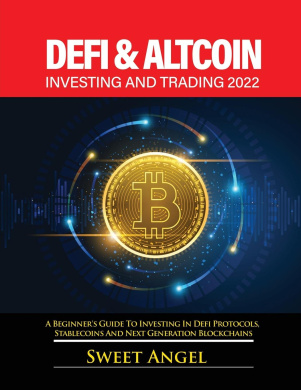 DEFI & ALTCOIN
INVESTING AND TRADING 2022
A BEGINNER'S GUIDE TO INVESTING IN DEFI PROTOCOLS,
STABLECOINS AND NEXT GENERATION BLOCKCHAINS
SWEET ANGEL